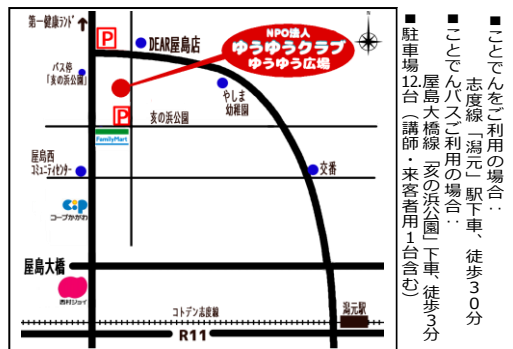 第一健康ランド
P
DEAR屋島店
NPO法人
ゆうゆうクラブ
ゆうゆう広場
バス停
「亥の浜公園」
やしま
幼稚園
P
亥の浜公園
FamilyMart
屋島西
コミュニティセンター
交番
コープかがわ
屋島大橋
西村ジョイ
コトデン志度線
潟元駅
R11
■ことでんをご利用の場合：
志度線「潟元」駅下車、徒歩30分
■ことでんバスご利用の場合：
屋島大橋線「亥の浜公園」下車、徒歩3分
■駐車場12台（講師・来客者用1台含む）